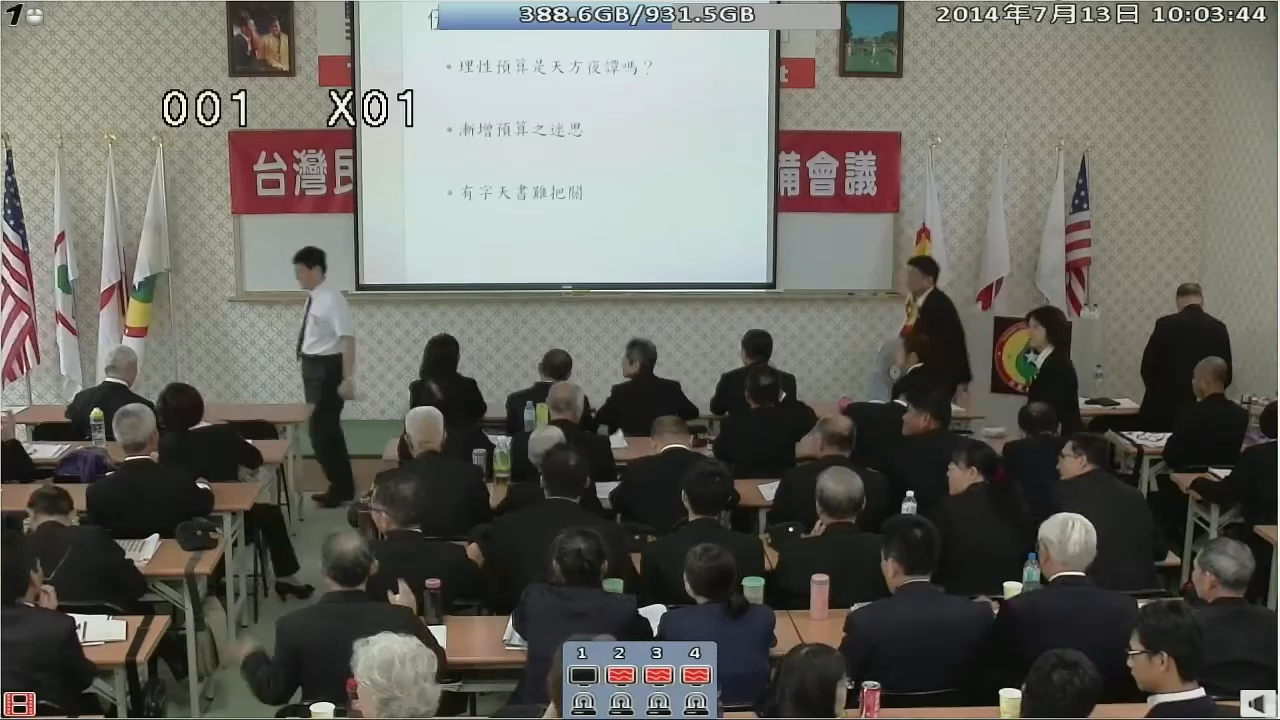 1
388.6GB/931.5GB
2014年7月13日 10:03:44
001 X01
• 理性預算是天方夜譚嗎？
• 漸增預算之迷思
• 有字天書難把關
台灣民
備會議
1 2 3 4